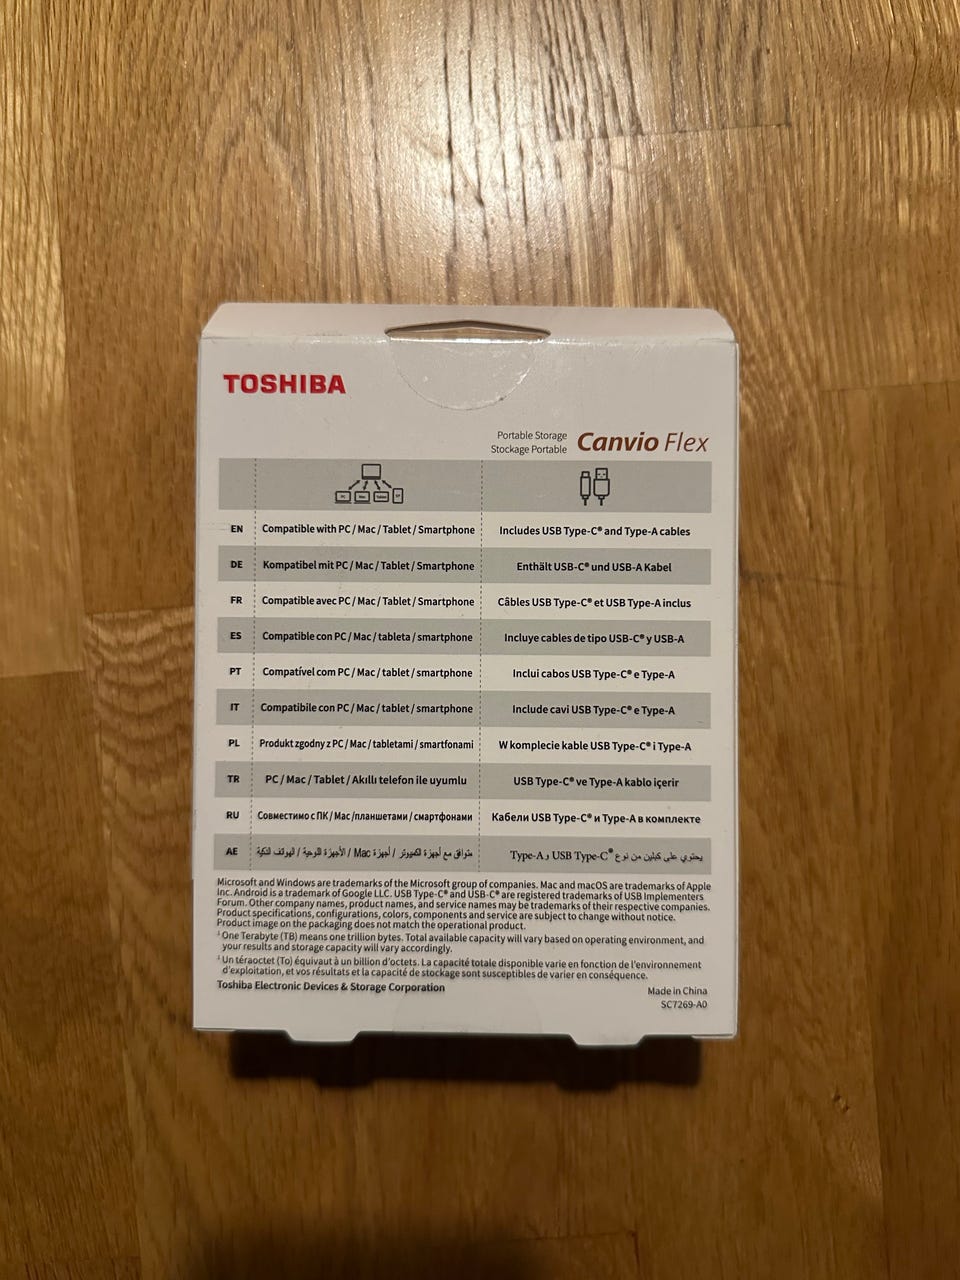 TOSHIBA
Portable Storage
Stockage Portable
Canvio Flex
EN
Compatible with PC / Mac / Tablet / Smartphone
Includes USB Type-C® and Type-A cables
DE
Kompatibel mit PC / Mac / Tablet / Smartphone
Enthält USB-C® und USB-A Kabel
FR
Compatible avec PC / Mac / Tablet / Smartphone
Câbles USB Type-C® et USB Type-A inclus
ES
Compatible con PC / Mac / tableta / smartphone
Incluye cables de tipo USB-C® y USB-A
PT
Compatível com PC / Mac / tablet / smartphone
Inclui cabos USB Type-C® e Type-A
IT
Compatibile con PC / Mac / tablet / smartphone
Include cavi USB Type-C® e Type-A
PL
Produkt zgodny z PC / Mac / tabletami / smartfonami
W komplecie kable USB Type-C® i Type-A
TR
PC / Mac / Tablet / Akıllı telefon ile uyumlu
USB Type-C® ve Type-A kablo içerir
RU
Совместимо с ПК / Mac /планшетами / смартфонами
Кабели USB Type-C® и Type-A в комплекте
AE
متوافق مع أجهزة الكمبيوتر / أجهزة Mac / الأجهزة اللوحية / الهواتف الذكية
يحتوي على كبلين من نوع USB Type-C® و Type-A
Microsoft and Windows are trademarks of the Microsoft group of companies. Mac and macOS are trademarks of Apple
Inc. Android is a trademark of Google LLC. USB Type-C® and USB-C® are registered trademarks of USB Implementers
Forum. Other company names, product names, and service names may be trademarks of their respective companies.
Product specifications, configurations, colors, components and service are subject to change without notice.
Product image on the packaging does not match the operational product.
¹ One Terabyte (TB) means one trillion bytes. Total available capacity will vary based on operating environment, and
your results and storage capacity will vary accordingly.
¹ Un téraoctet (To) équivaut à un billion d'octets. La capacité totale disponible varie en fonction de l'environnement
d'exploitation, et vos résultats et la capacité de stockage sont susceptibles de varier en conséquence.
Toshiba Electronic Devices & Storage Corporation
Made in China
SC7269-A0